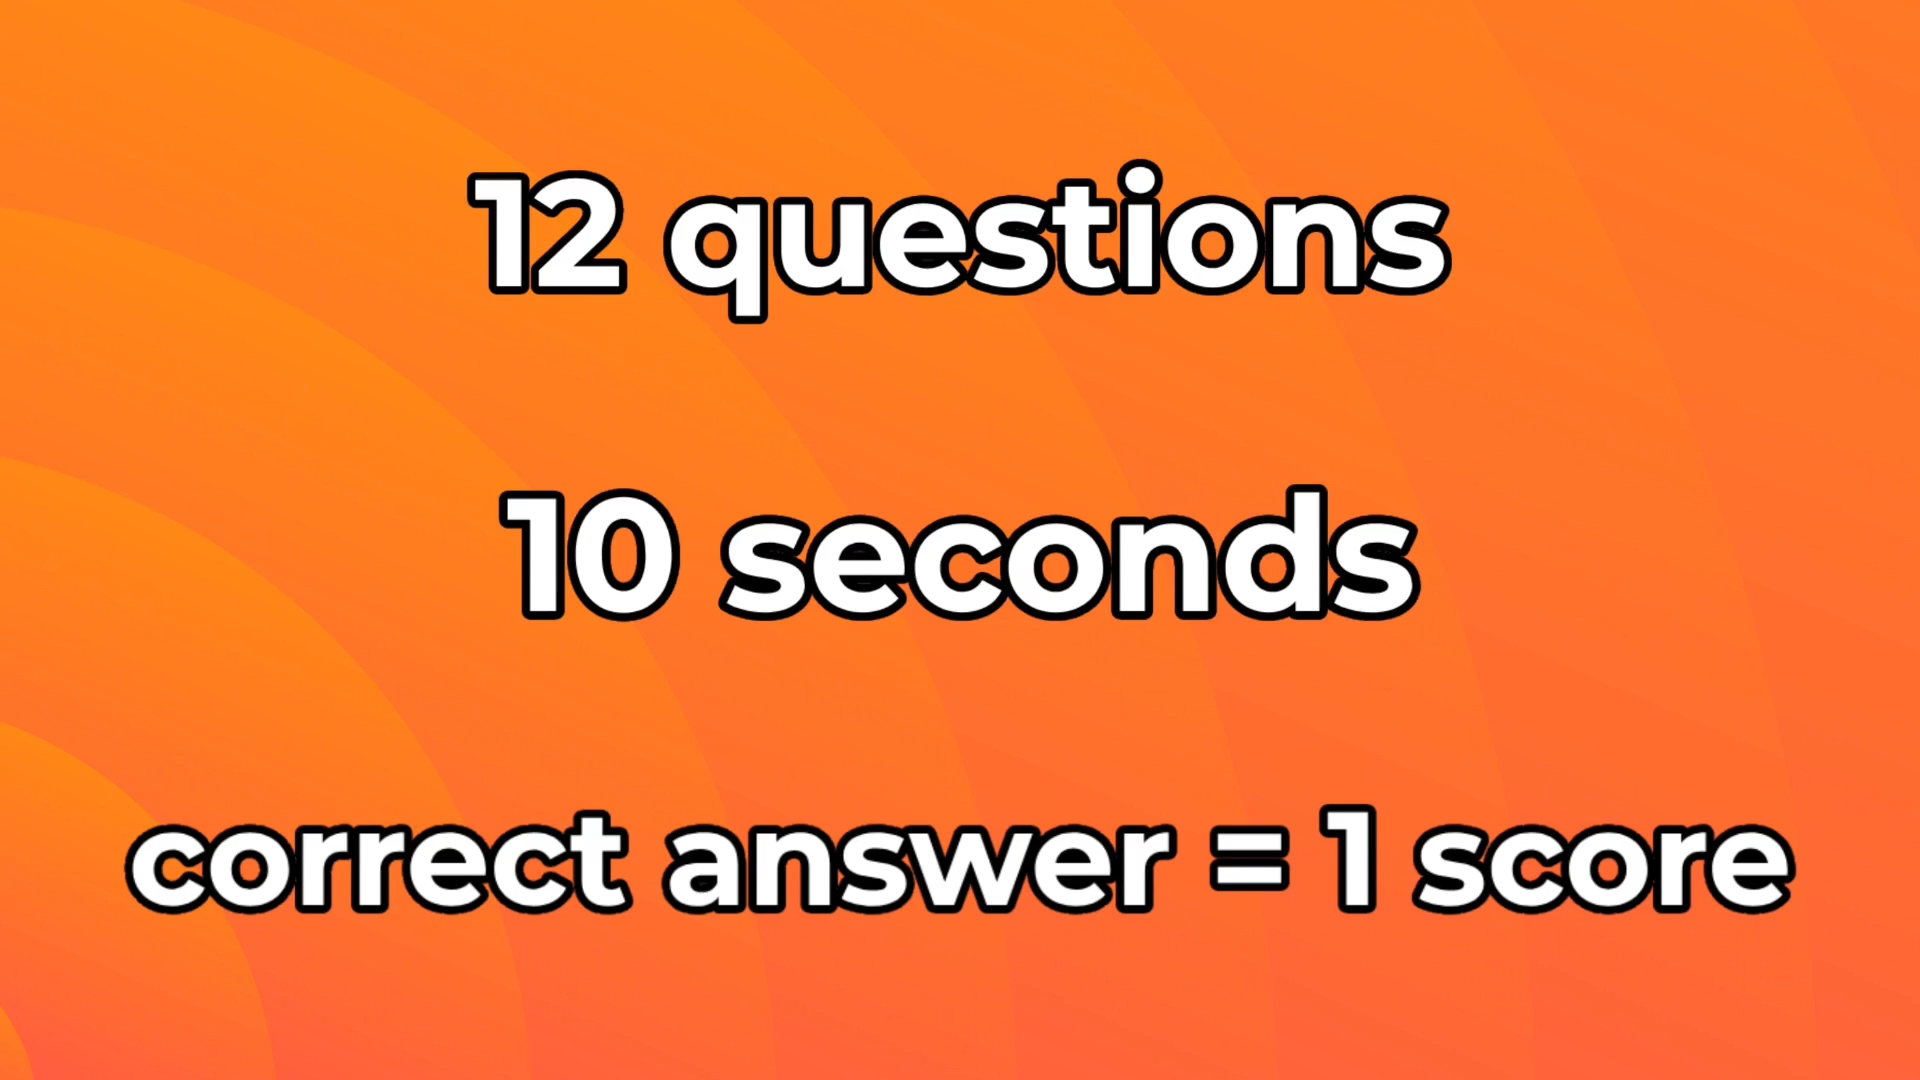 12 questions
10 seconds
correct answer = 1 score